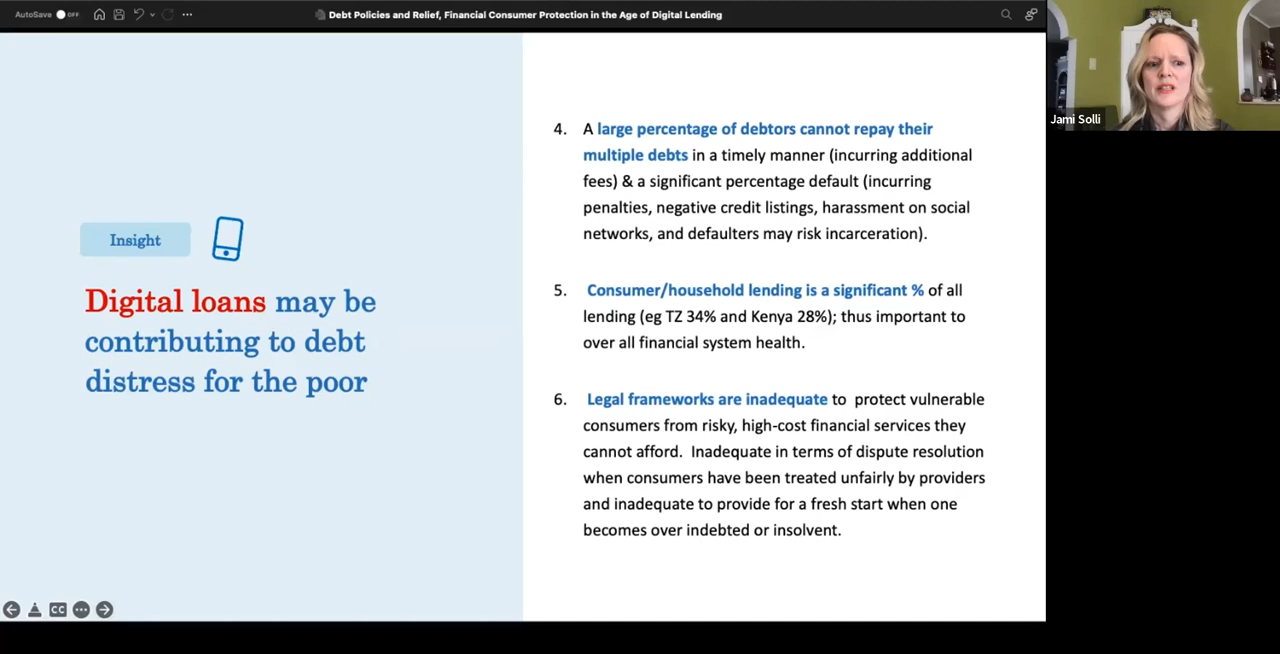 AutoSave OFF
Debt Policies and Relief, Financial Consumer Protection in the Age of Digital Lending
Jami Solli
Insight
Digital loans may be
contributing to debt
distress for the poor
4. A large percentage of debtors cannot repay their
multiple debts in a timely manner (incurring additional
fees) & a significant percentage default (incurring
penalties, negative credit listings, harassment on social
networks, and defaulters may risk incarceration).
5. Consumer/household lending is a significant % of all
lending (eg TZ 34% and Kenya 28%); thus important to
over all financial system health.
6. Legal frameworks are inadequate to protect vulnerable
consumers from risky, high-cost financial services they
cannot afford. Inadequate in terms of dispute resolution
when consumers have been treated unfairly by providers
and inadequate to provide for a fresh start when one
becomes over indebted or insolvent.
CC